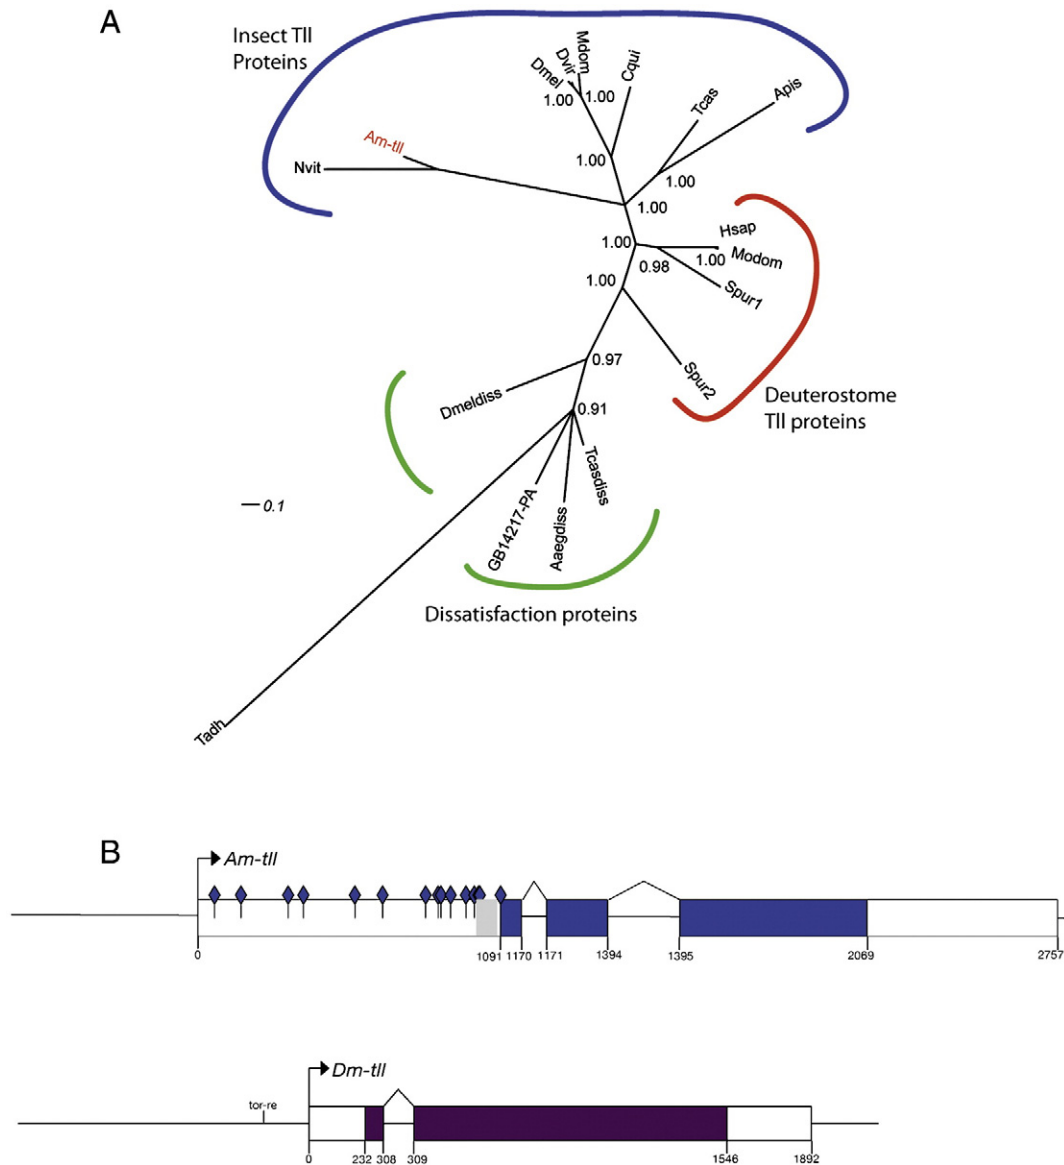 A
Insect Tll
Proteins
Dmel
Dvir
Mdom
Cqui
Tcas
Apis
1.00
1.00
Am-tll
Nvit
1.00
1.00
1.00
Hsap
1.00
1.00
Modom
0.98
1.00
Spur1
0.97
Spur2
Deuterostome
Tll proteins
Dmeldiss
0.91
Tcasdiss
0.1
GB14217-PA
Aaegdiss
Dissatisfaction proteins
Tadh
B
Am-tll
0
1091
1170
1171
1394
1395
2069
2757
Dm-tll
tor-re
0
232
308
309
1546
1892